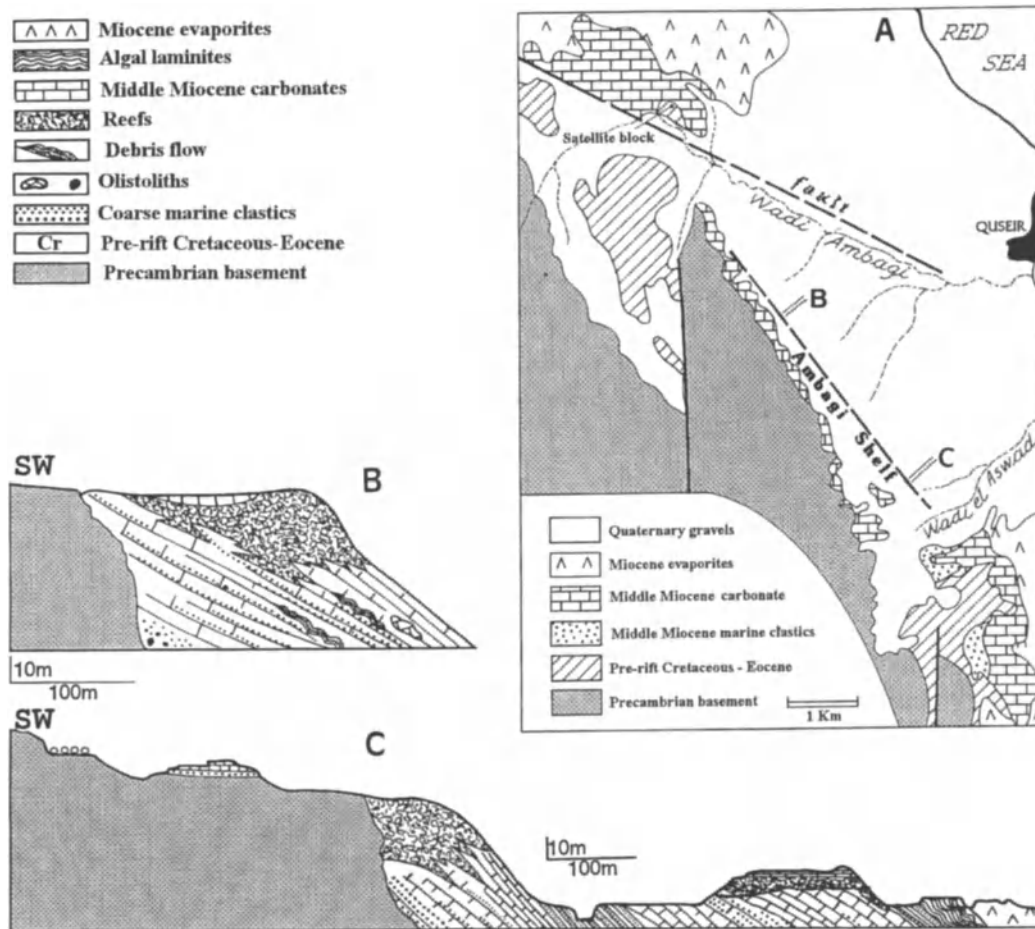 Miocene evaporites
Algal laminites
Middle Miocene carbonates
Reefs
Debris flow
Olistoliths
Coarse marine clastics
Cr Pre-rift Cretaceous-Eocene
Precambrian basement
A
RED
SEA
Satellite block
fault
Wadi Ambagi
QUSEIR
B
Ambagi Shelf
C
Wadi el Aswad
Quaternary gravels
Miocene evaporites
Middle Miocene carbonate
Middle Miocene marine clastics
Pre-rift Cretaceous - Eocene
Precambrian basement
1 Km
SW
B
10m
100m
SW
C
10m
100m